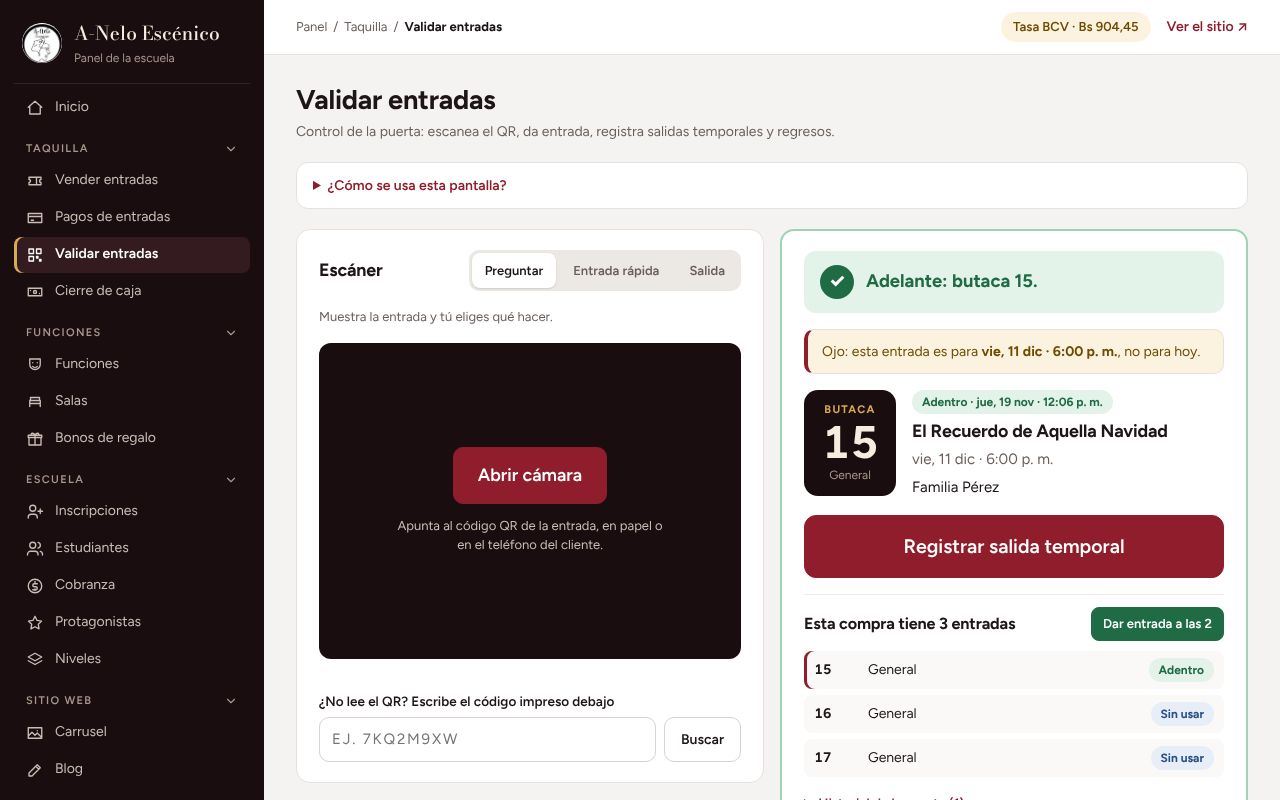 A-Nelo Escénico
Panel de la escuela
Inicio
TAQUILLA
Vender entradas
Pagos de entradas
Validar entradas
Cierre de caja
FUNCIONES
Funciones
Salas
Bonos de regalo
ESCUELA
Inscripciones
Estudiantes
Cobranza
Protagonistas
Niveles
SITIO WEB
Carrusel
Blog
Panel / Taquilla / Validar entradas
Tasa BCV · Bs 904,45
Ver el sitio
Validar entradas
Control de la puerta: escanea el QR, da entrada, registra salidas temporales y regresos.
¿Cómo se usa esta pantalla?
Escáner
Preguntar
Entrada rápida
Salida
Muestra la entrada y tú eliges qué hacer.
Abrir cámara
Apunta al código QR de la entrada, en papel o
en el teléfono del cliente.
¿No lee el QR? Escribe el código impreso debajo
EJ. 7KQ2M9XW
Buscar
Adelante: butaca 15.
Ojo: esta entrada es para vie, 11 dic · 6:00 p. m., no para hoy.
BUTACA
15
General
Adentro · jue, 19 nov · 12:06 p. m.
El Recuerdo de Aquella Navidad
vie, 11 dic · 6:00 p. m.
Familia Pérez
Registrar salida temporal
Esta compra tiene 3 entradas
Dar entrada a las 2
15 General Adentro
16 General Sin usar
17 General Sin usar